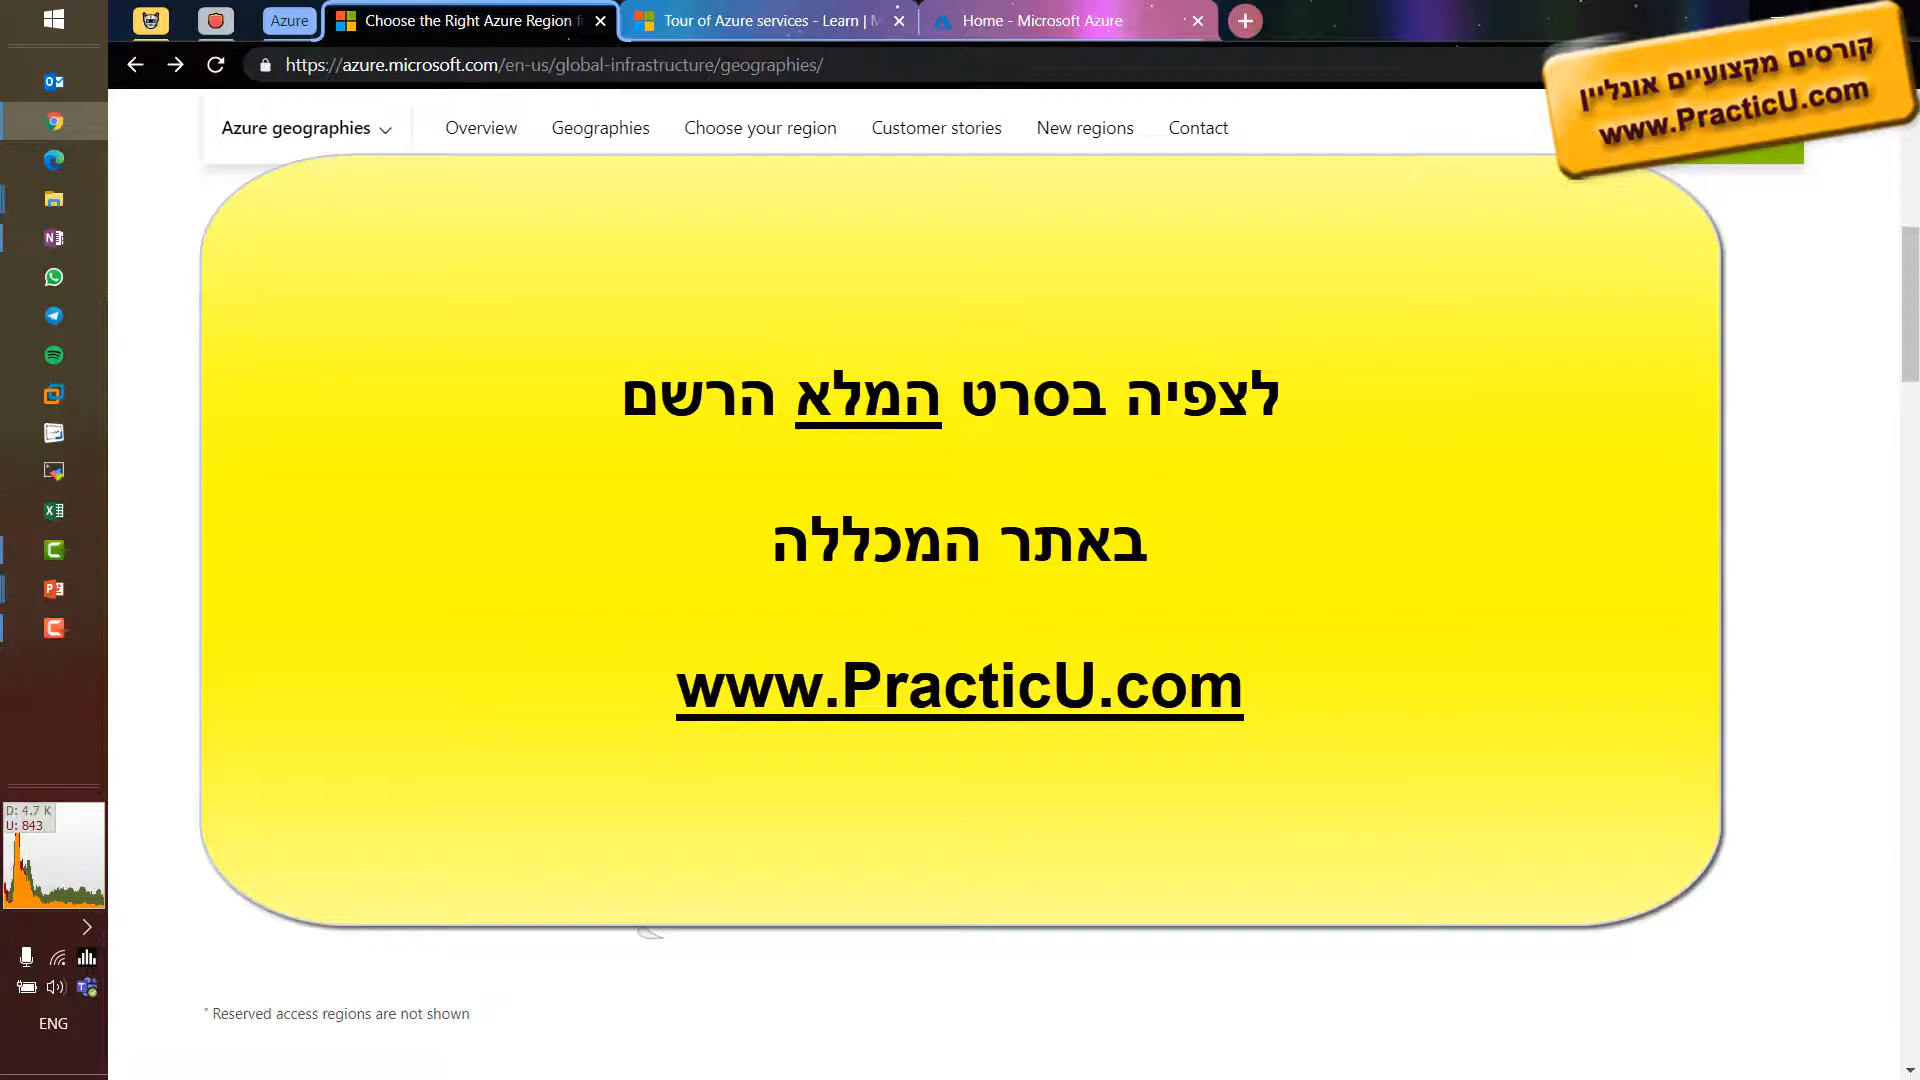 Azure
Choose the Right Azure Region
Tour of Azure services - Learn |
Home - Microsoft Azure
https://azure.microsoft.com/en-us/global-infrastructure/geographies/
קורסים מקצועיים אונליין
www.PracticU.com
Azure geographies
Overview
Geographies
Choose your region
Customer stories
New regions
Contact
לצפיה בסרט המלא הרשם
באתר המכללה
www.PracticU.com
D: 4.7 K
U: 843
ENG
* Reserved access regions are not shown